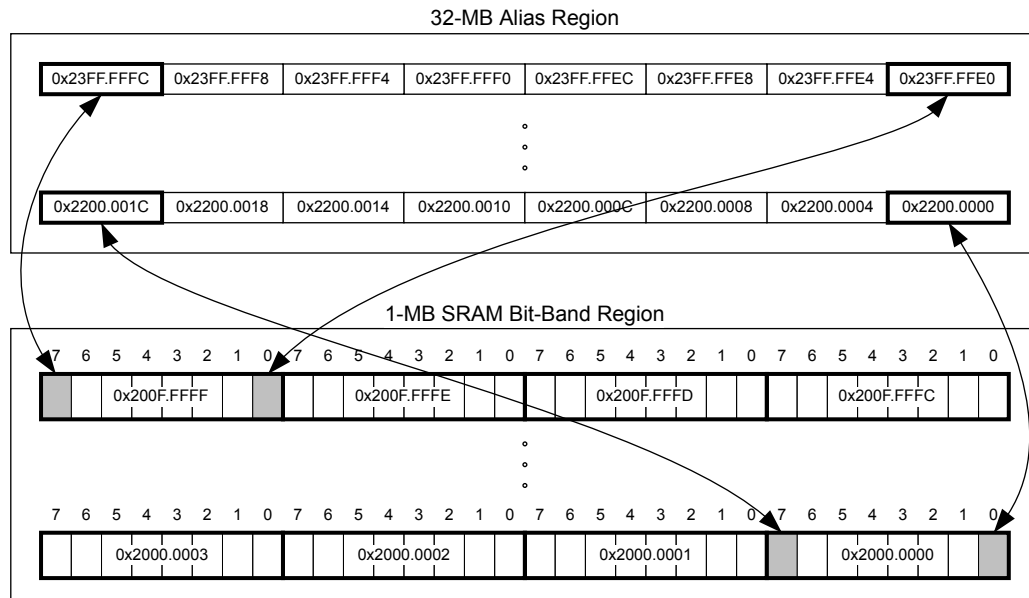 32-MB Alias Region
0x23FF.FFFC 0x23FF.FFF8 0x23FF.FFF4 0x23FF.FFF0 0x23FF.FFEC 0x23FF.FFE8 0x23FF.FFE4 0x23FF.FFE0
0x2200.001C 0x2200.0018 0x2200.0014 0x2200.0010 0x2200.000C 0x2200.0008 0x2200.0004 0x2200.0000
1-MB SRAM Bit-Band Region
7 6 5 4 3 2 1 0 7 6 5 4 3 2 1 0 7 6 5 4 3 2 1 0 7 6 5 4 3 2 1 0
0x200F.FFFF 0x200F.FFFE 0x200F.FFFD 0x200F.FFFC
7 6 5 4 3 2 1 0 7 6 5 4 3 2 1 0 7 6 5 4 3 2 1 0 7 6 5 4 3 2 1 0
0x2000.0003 0x2000.0002 0x2000.0001 0x2000.0000